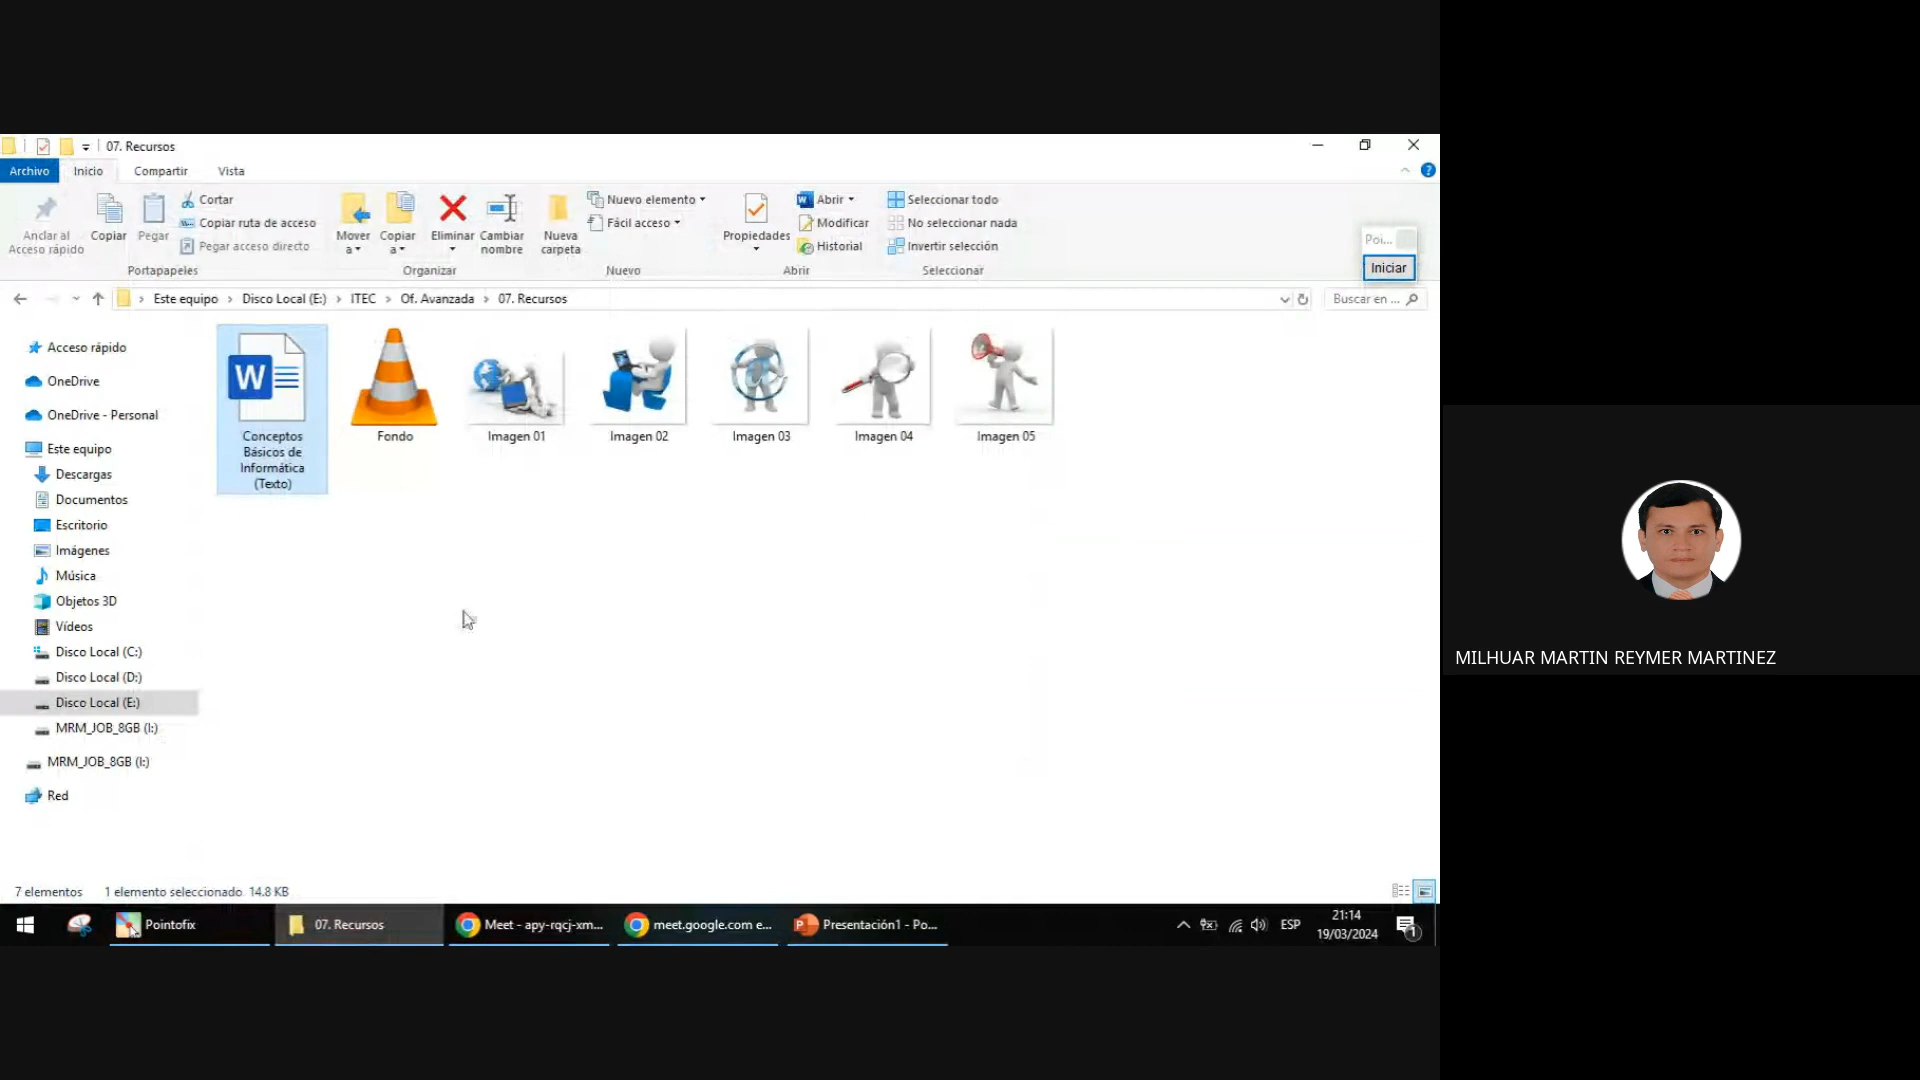 07. Recursos
Archivo Inicio Compartir Vista
Anclar al Acceso rápido
Copiar
Pegar
Cortar
Copiar ruta de acceso
Pegar acceso directo
Portapapeles
Mover a
Copiar a
Eliminar
Cambiar nombre
Organizar
Nueva carpeta
Nuevo elemento
Fácil acceso
Nuevo
Propiedades
Abrir
Modificar
Historial
Abrir
Seleccionar todo
No seleccionar nada
Invertir selección
Seleccionar
Poi...
Iniciar
Este equipo > Disco Local (E:) > ITEC > Of. Avanzada > 07. Recursos
Buscar en ...
Acceso rápido
OneDrive
OneDrive - Personal
Este equipo
Descargas
Documentos
Escritorio
Imágenes
Música
Objetos 3D
Vídeos
Disco Local (C:)
Disco Local (D:)
Disco Local (E:)
MRM_JOB_8GB (I:)
MRM_JOB_8GB (I:)
Red
W
Conceptos
Básicos de
Informática
(Texto)
Fondo
Imagen 01
Imagen 02
Imagen 03
Imagen 04
Imagen 05
7 elementos 1 elemento seleccionado 14.8 KB
Pointofix
07. Recursos
Meet - apy-rqcj-xm...
meet.google.com e...
Presentación1 - Po...
ESP
21:14
19/03/2024
1
MILHUAR MARTIN REYMER MARTINEZ